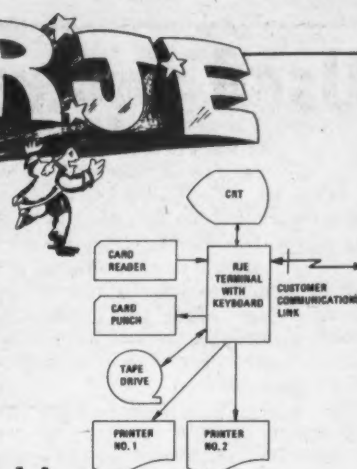 RJE
CRT
CARD
READER
RJE
TERMINAL
WITH
KEYBOARD
CUSTOMER
COMMUNICATION
LINK
CARD
PUNCH
TAPE
DRIVE
PRINTER
NO. 1
PRINTER
NO. 2